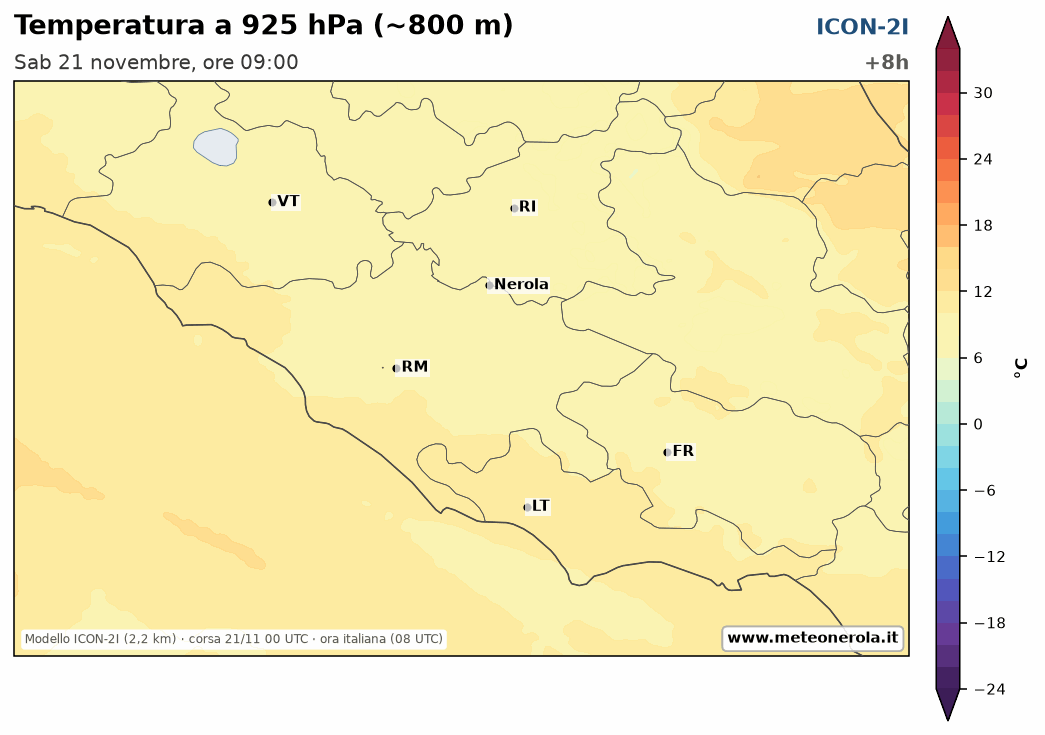 Temperatura a 925 hPa (~800 m)
ICON-2I
Sab 21 novembre, ore 09:00
+8h
VT
RI
Nerola
RM
FR
LT
30
24
18
12
6
0
−6
−12
−18
−24
°C
Modello ICON-2I (2,2 km) · corsa 21/11 00 UTC · ora italiana (08 UTC)
www.meteonerola.it